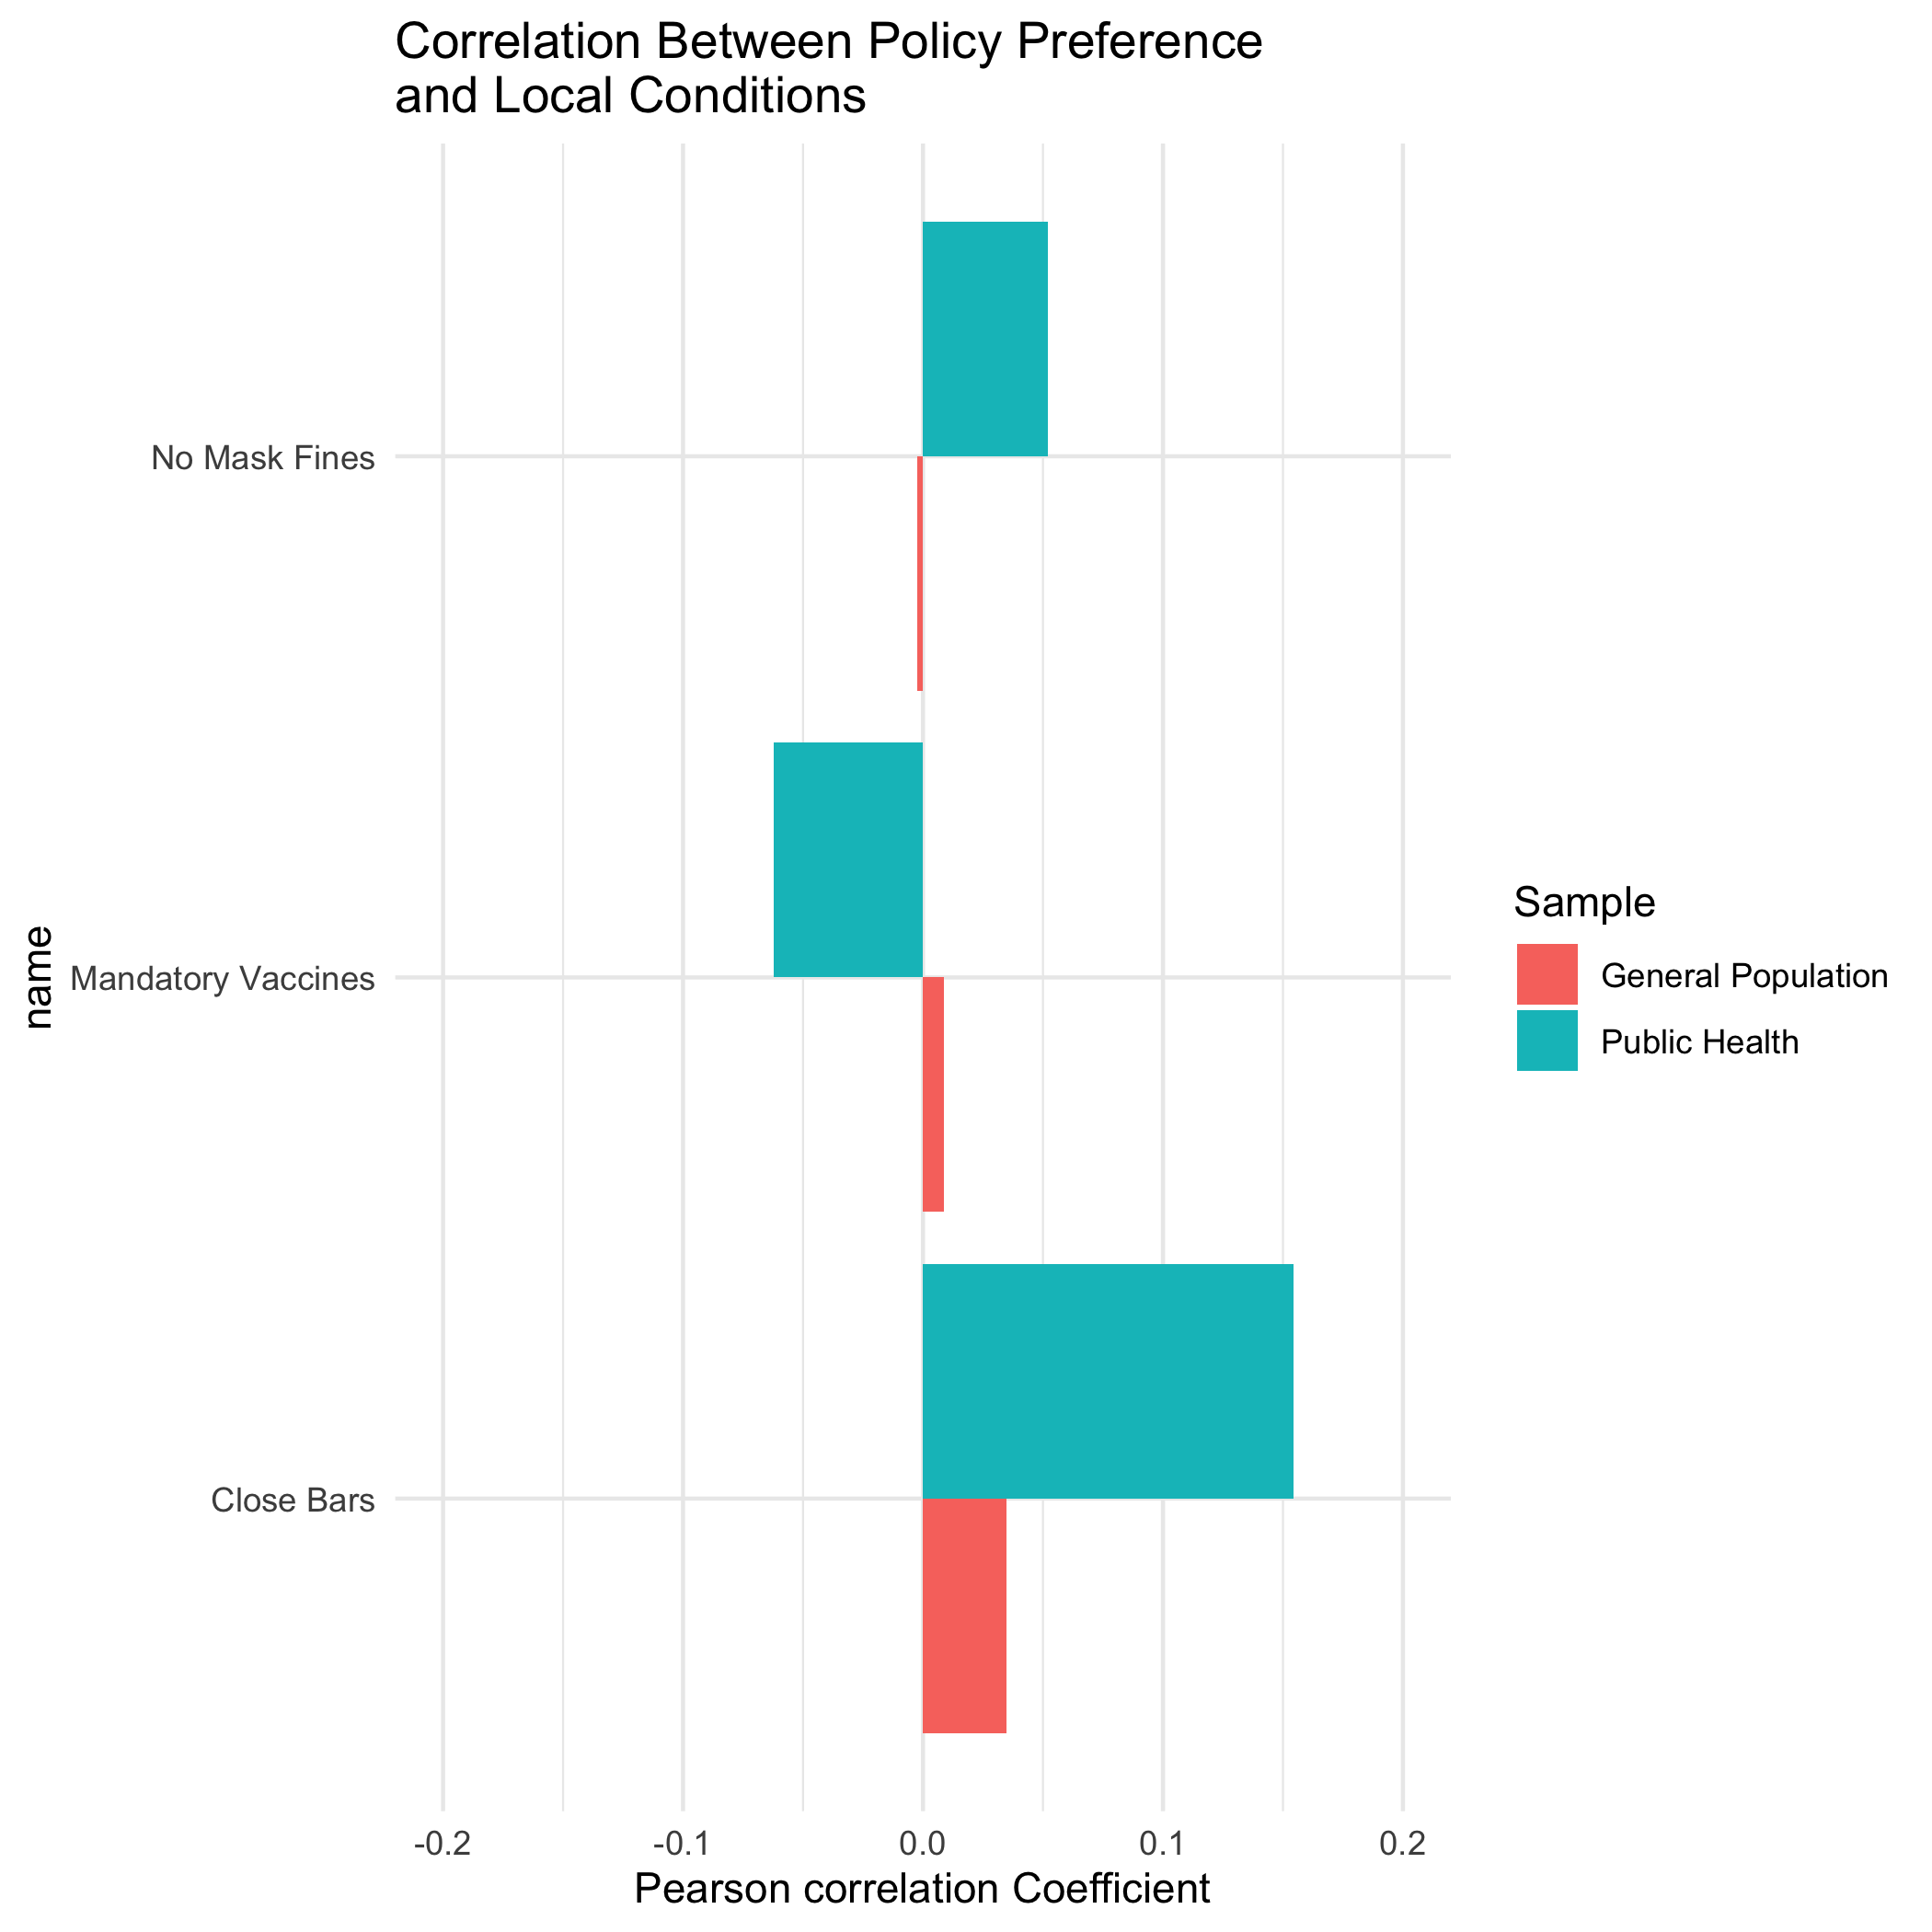 Correlation Between Policy Preference
and Local Conditions
name
No Mask Fines
Mandatory Vaccines
Close Bars
-0.2
-0.1
0.0
0.1
0.2
Pearson correlation Coefficient
Sample
General Population
Public Health